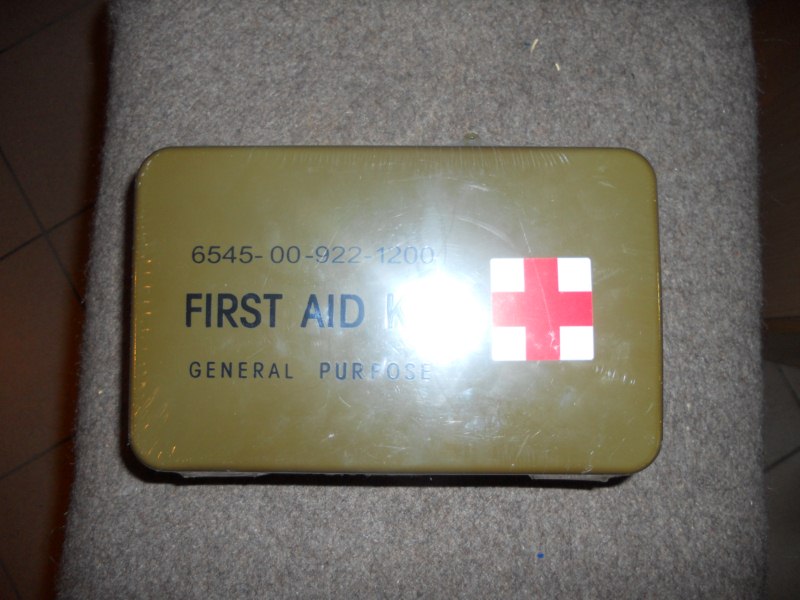 6545-00-922-1200
FIRST AID K
GENERAL PURPOSE